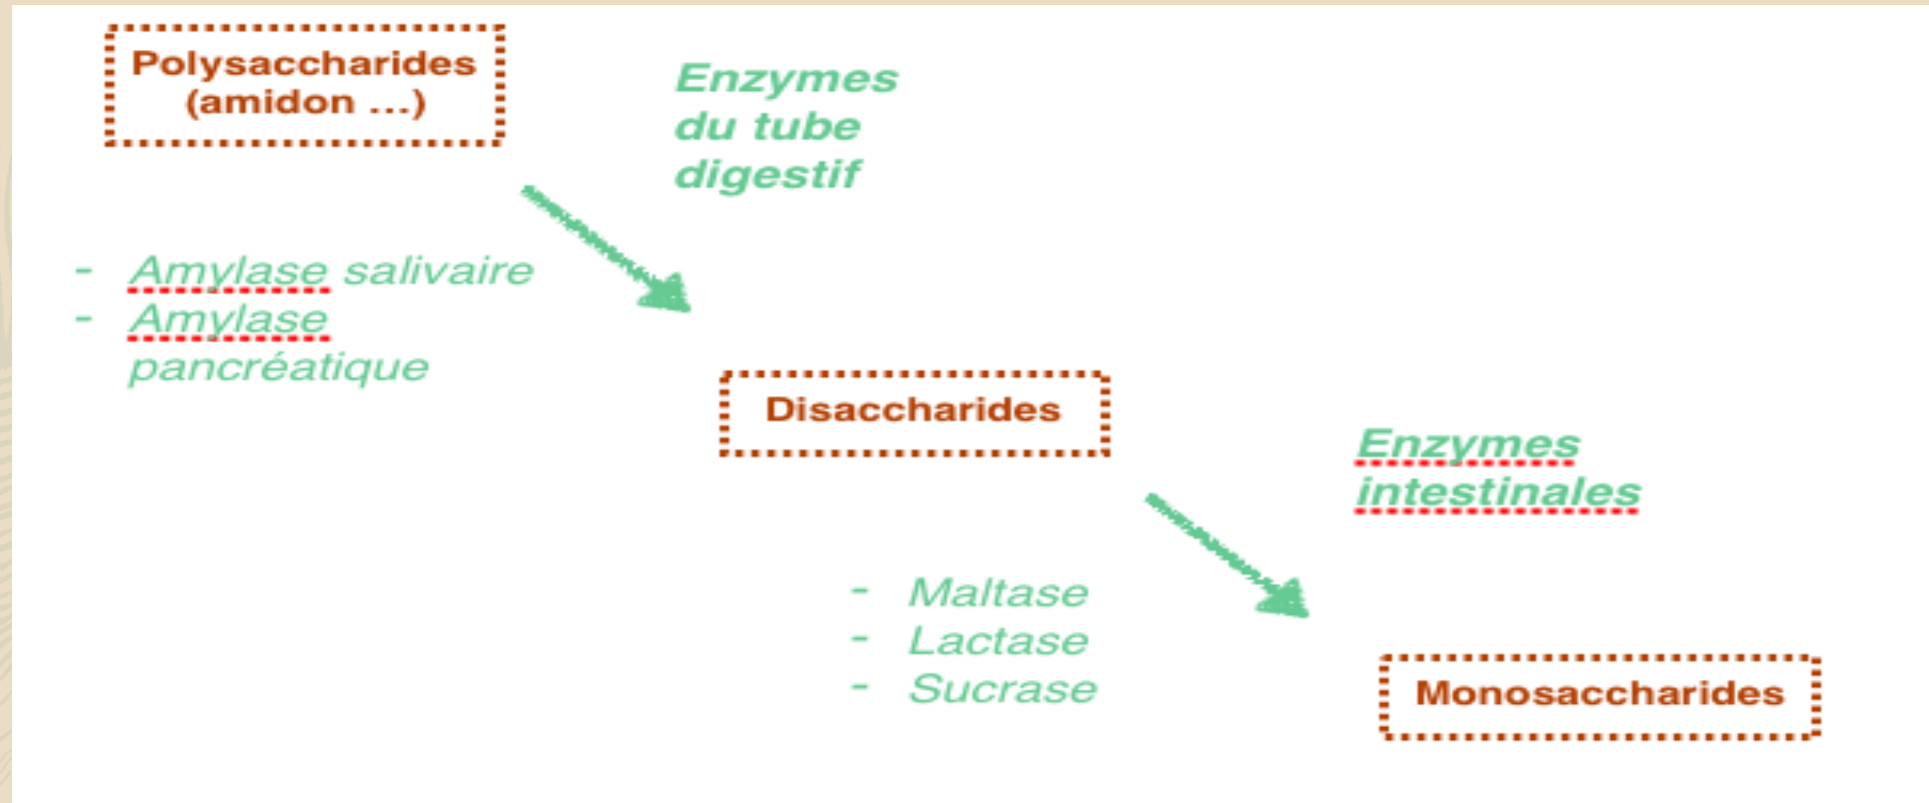 Polysaccharides
(amidon ...)
Enzymes
du tube
digestif
- Amylase salivaire
- Amylase
pancréatique
Disaccharides
Enzymes
intestinales
- Maltase
- Lactase
- Sucrase
Monosaccharides